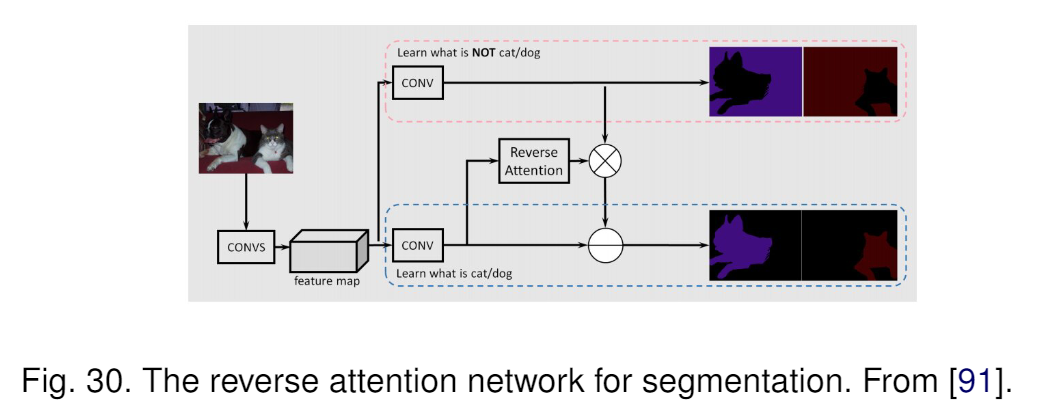 Learn what is NOT cat/dog
CONV
Reverse
Attention
CONVS
feature map
CONV
Learn what is cat/dog
Fig. 30. The reverse attention network for segmentation. From [91].